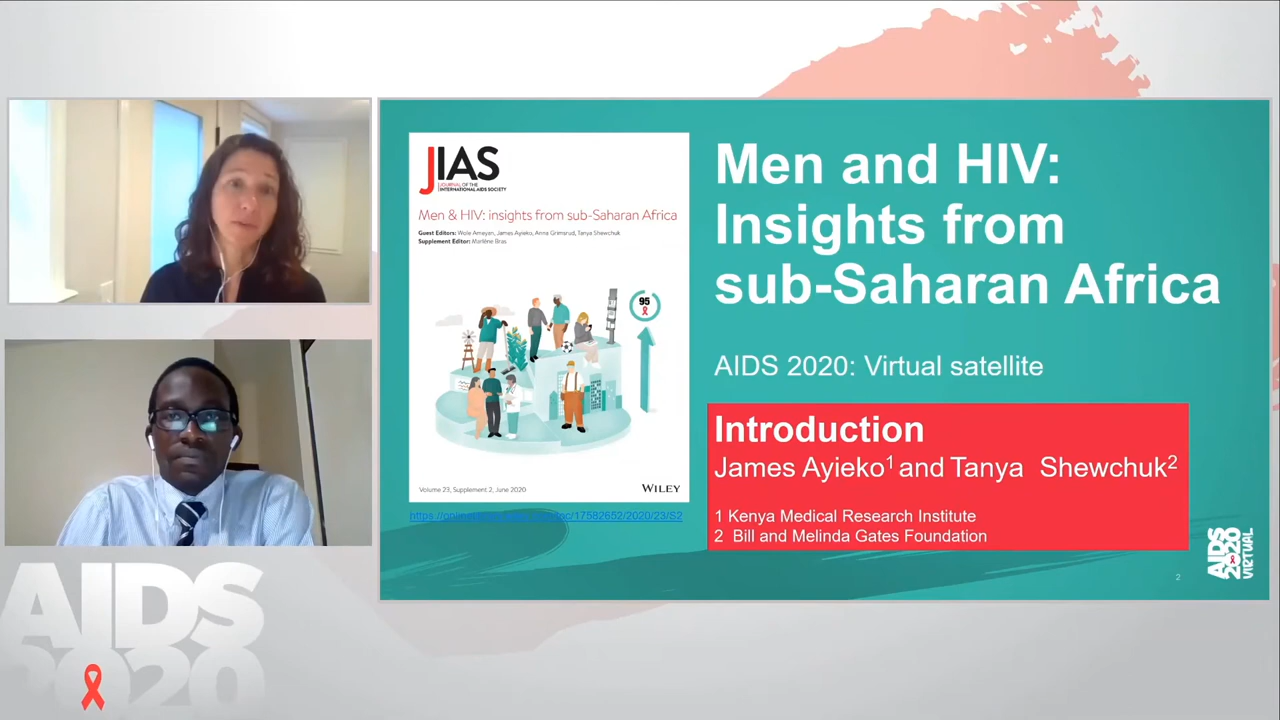 JIAS
JOURNAL OF THE
INTERNATIONAL AIDS SOCIETY
Men & HIV: insights from sub-Saharan Africa
Guest Editors: Wole Ameyan, James Ayieko, Anna Grimsrud, Tanya Shewchuk
Supplement Editor: Marlène Bras
95
Volume 23, Supplement 2, June 2020
WILEY
Men and HIV:
Insights from
sub-Saharan Africa
AIDS 2020: Virtual satellite
Introduction
James Ayieko1 and Tanya Shewchuk2
1 Kenya Medical Research Institute
2 Bill and Melinda Gates Foundation
AIDS
2020
VIRTUAL
2
AIDS
2020